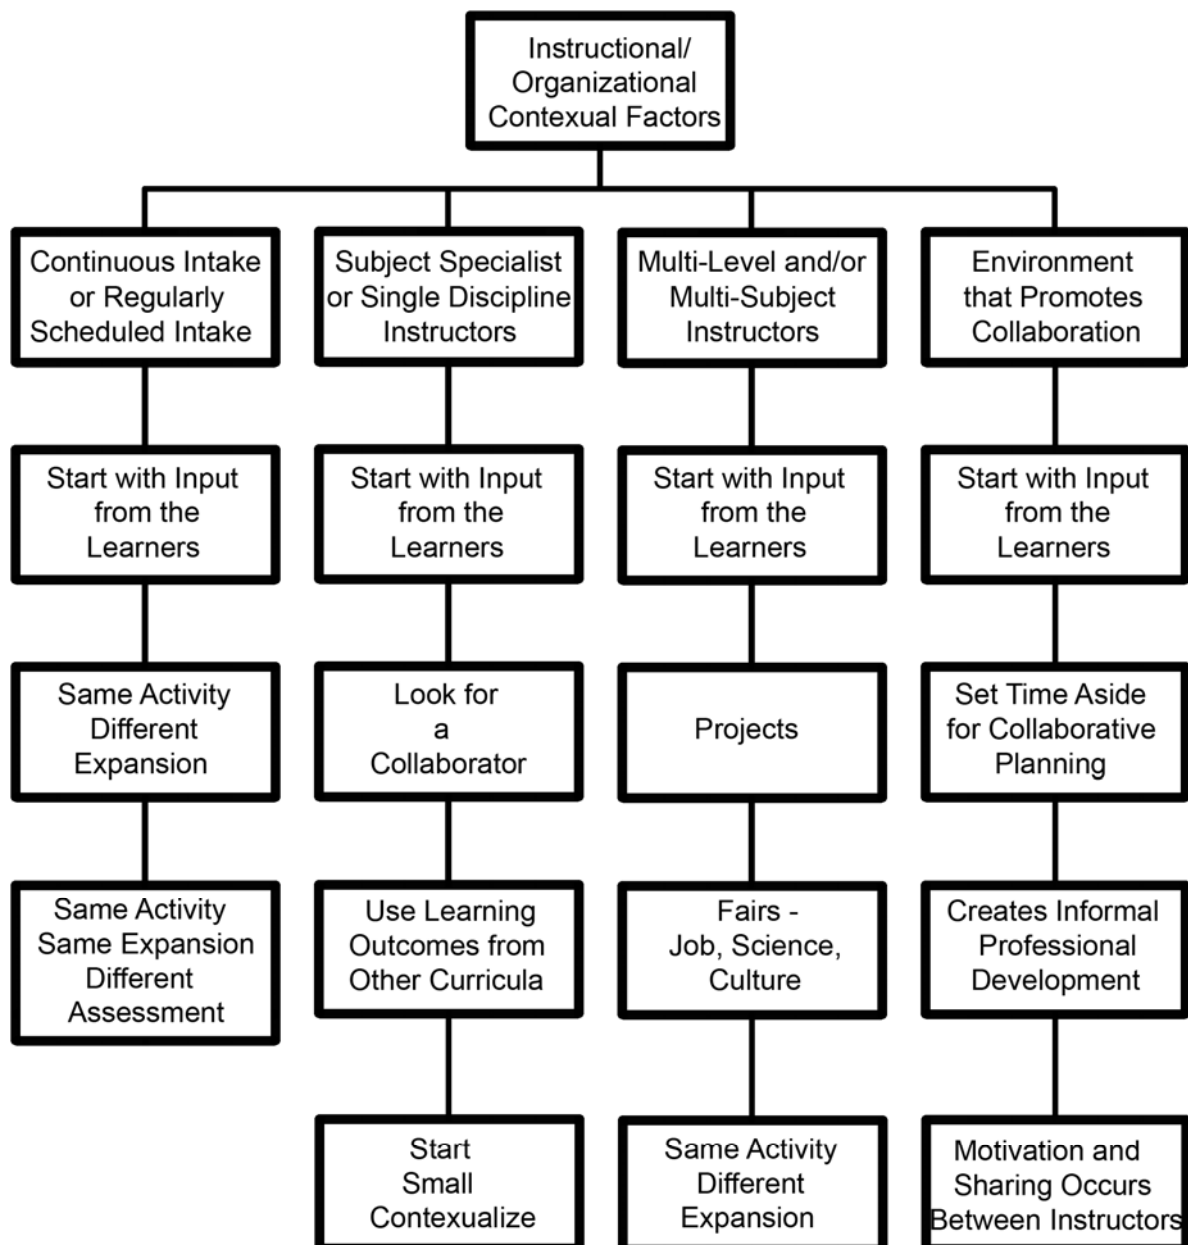 Instructional/
Organizational
Contexual Factors
Continuous Intake
or Regularly
Scheduled Intake
Subject Specialist
or Single Discipline
Instructors
Multi-Level and/or
Multi-Subject
Instructors
Environment
that Promotes
Collaboration
Start with Input
from the
Learners
Start with Input
from the
Learners
Start with Input
from the
Learners
Start with Input
from the
Learners
Same Activity
Different
Expansion
Look for
a
Collaborator
Projects
Set Time Aside
for Collaborative
Planning
Same Activity
Same Expansion
Different
Assessment
Use Learning
Outcomes from
Other Curricula
Fairs -
Job, Science,
Culture
Creates Informal
Professional
Development
Start
Small
Contexualize
Same Activity
Different
Expansion
Motivation and
Sharing Occurs
Between Instructors